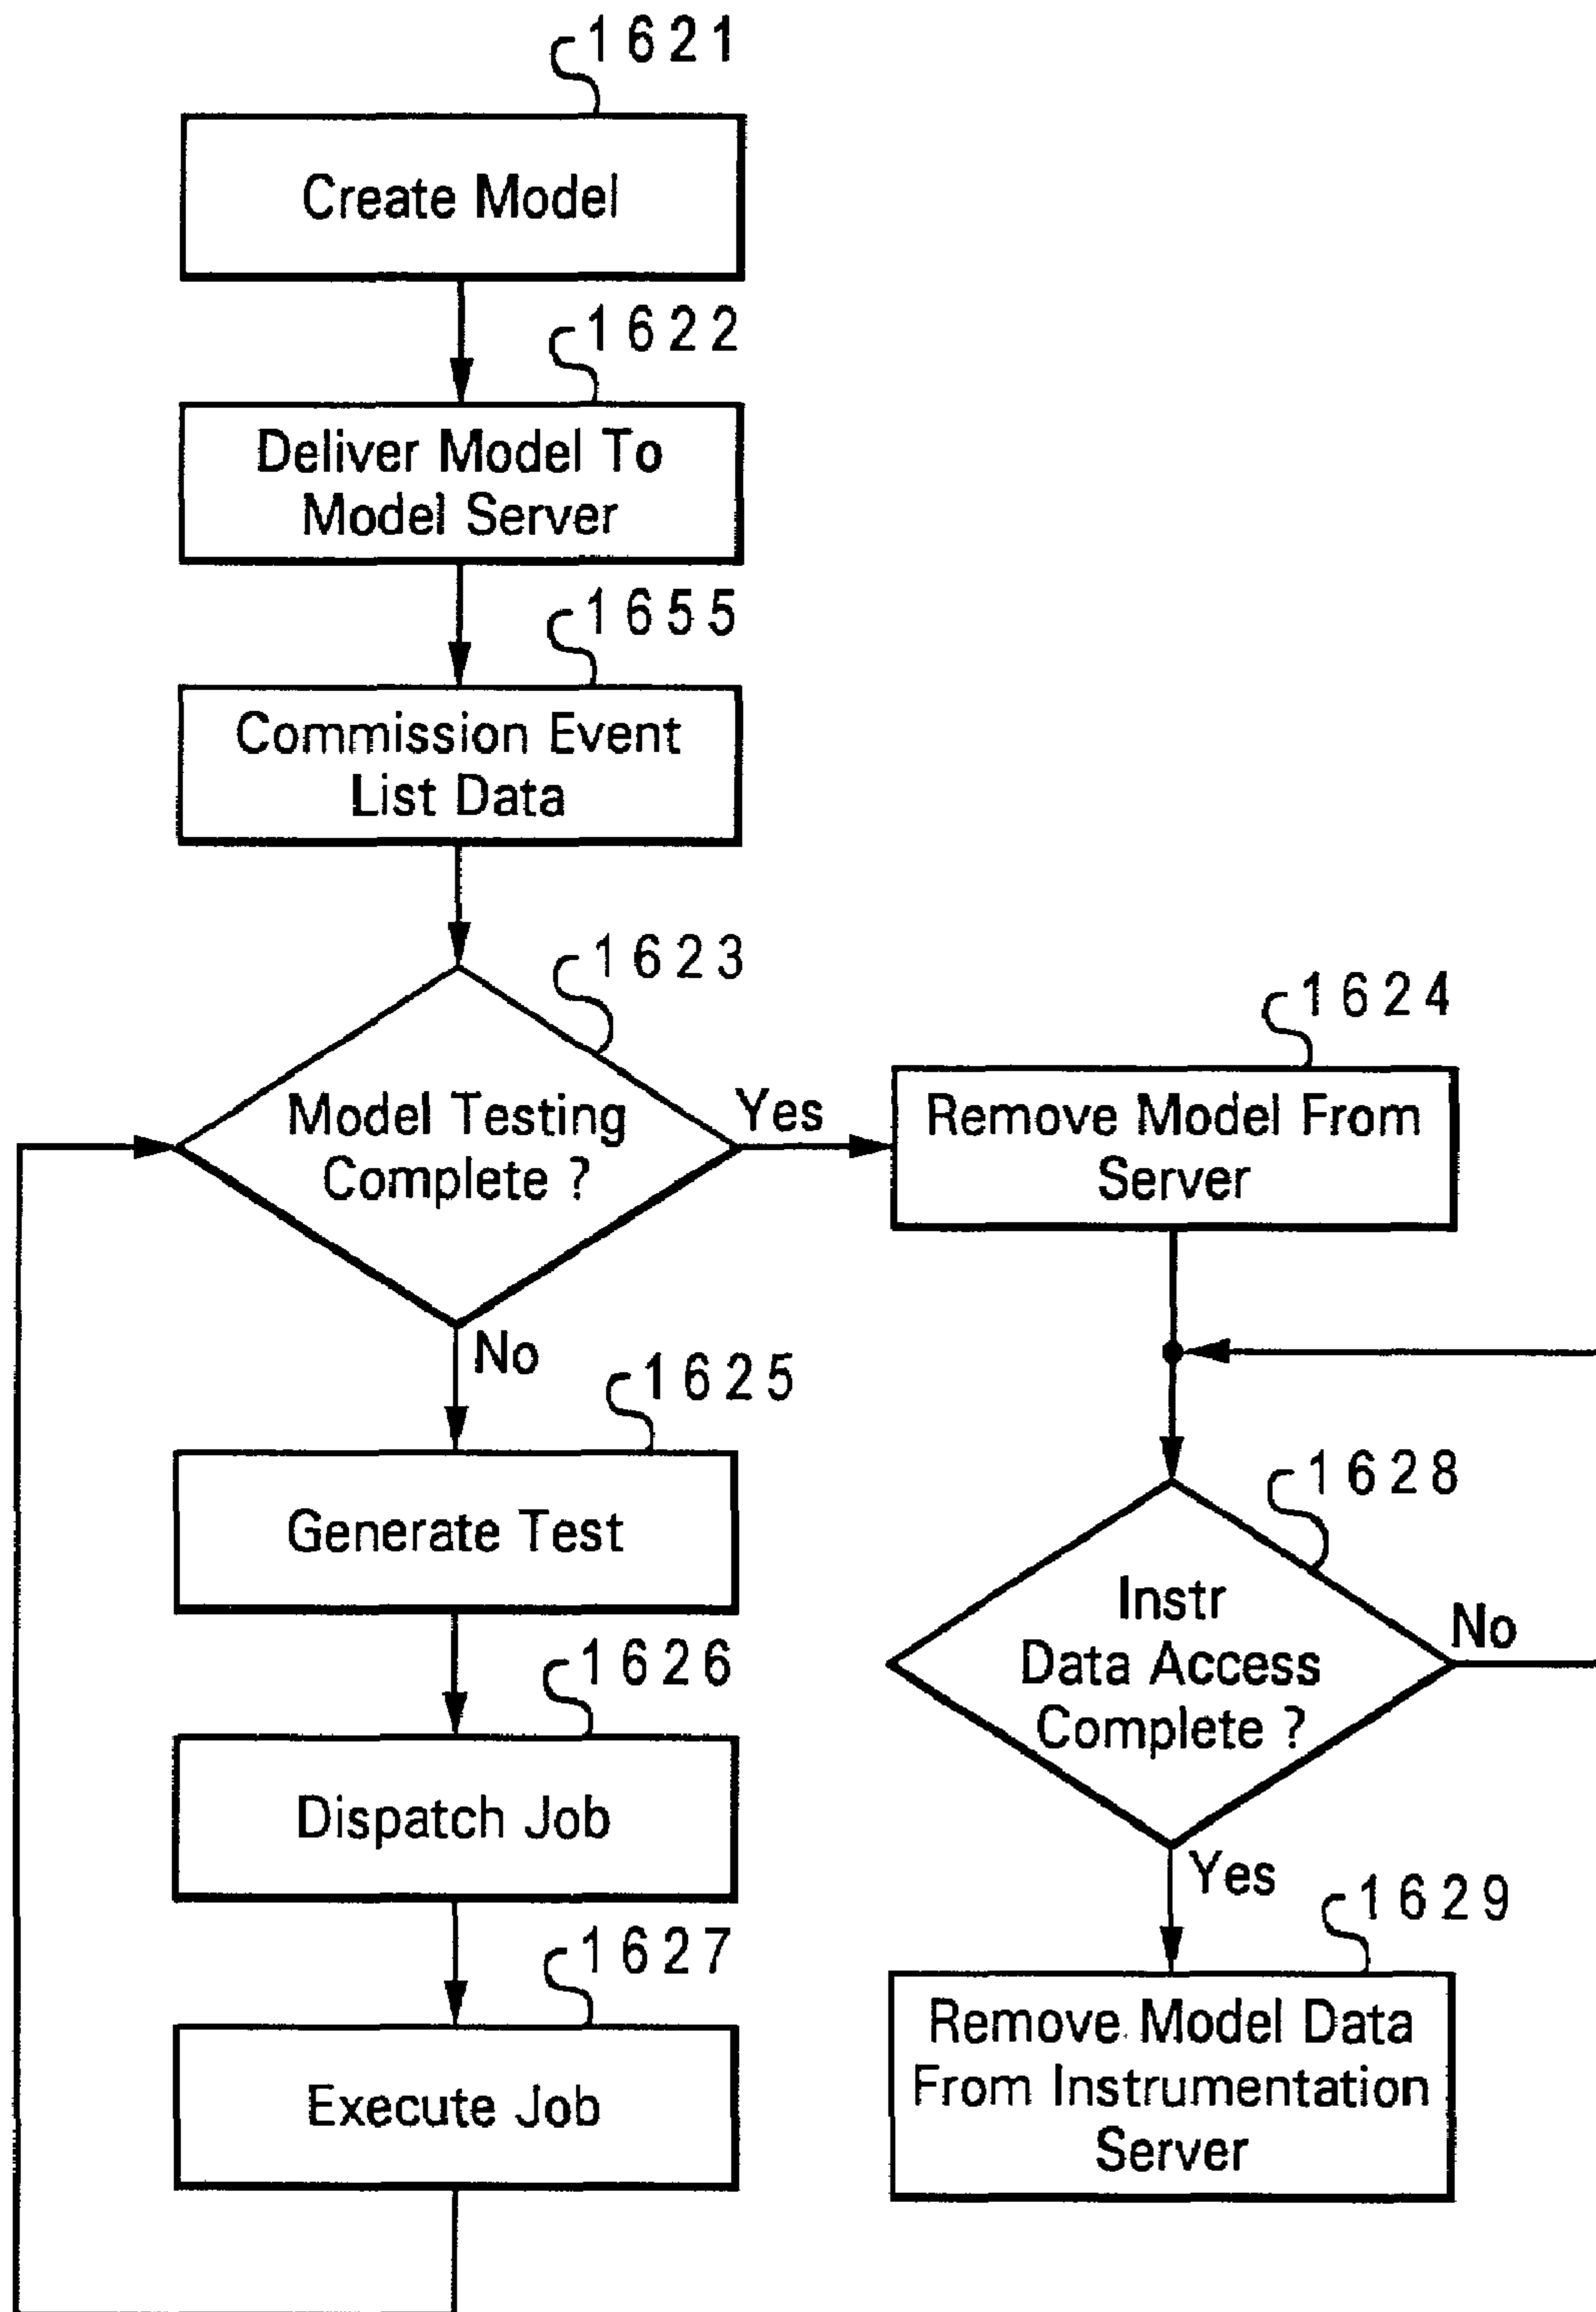 1621
Create Model
1622
Deliver Model To
Model Server
1655
Commission Event
List Data
1623
Model Testing
Complete ?
Yes
No
1624
Remove Model From
Server
1625
Generate Test
1626
Dispatch Job
1627
Execute Job
1628
Instr
Data Access
Complete ?
No
Yes
1629
Remove Model Data
From Instrumentation
Server